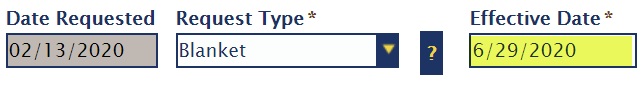 Date Requested Request Type* Effective Date*
02/13/2020 Blanket ? 6/29/2020